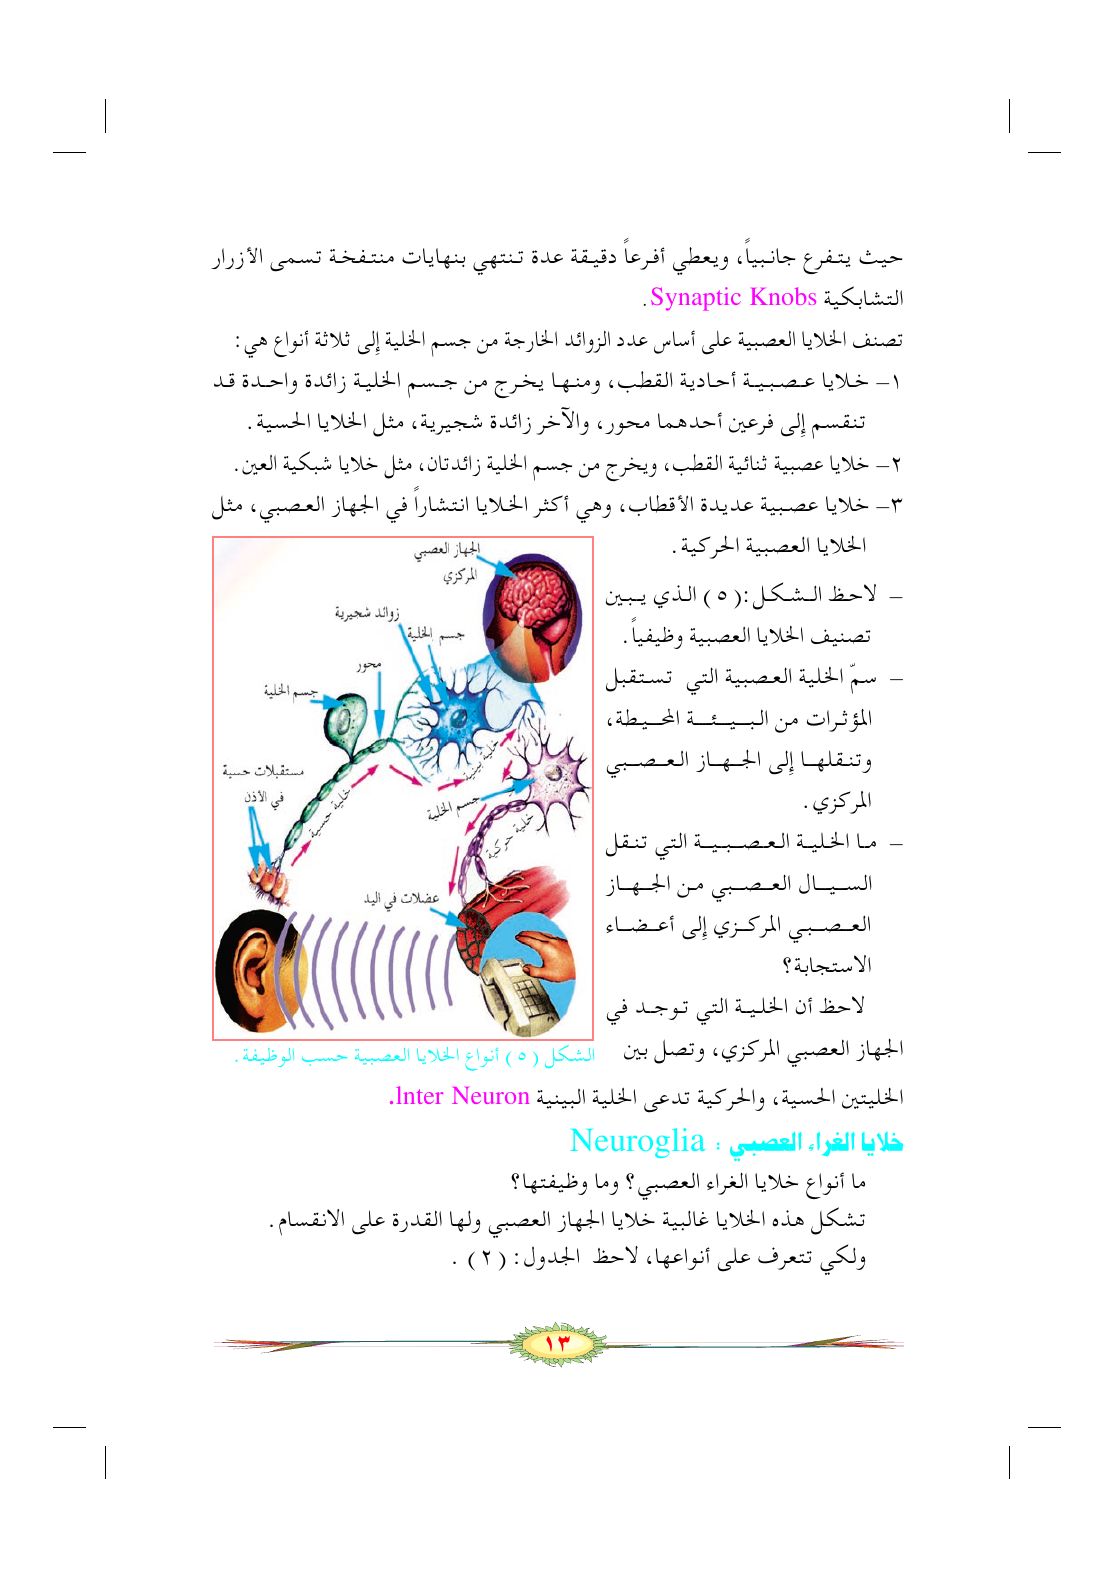 حيث يتفرع جانبياً، ويعطي أفرعاً دقيقة عدة تنتهي بنهايات منتفخة تسمى الأزرار
التشابكية Synaptic Knobs .
تصنف الخلايا العصبية على أساس عدد الزوائد الخارجة من جسم الخلية إلى ثلاثة أنواع هي :
١– خلايا عصبية أحادية القطب، ومنها يخرج من جسم الخلية زائدة واحدة قد
تنقسم إلى فرعين أحدهما محور، والآخر زائدة شجيرية، مثل الخلايا الحسية .
٢– خلايا عصبية ثنائية القطب، ويخرج من جسم الخلية زائدتان، مثل خلايا شبكية العين .
٣– خلايا عصبية عديدة الأقطاب، وهي أكثر الخلايا انتشاراً في الجهاز العصبي، مثل
الخلايا العصبية الحركية .
– لاحظ الشكل : ( ٥ ) الذي يبين
تصنيف الخلايا العصبية وظيفياً .
– سمّ الخلية العصبية التي تستقبل
المؤثرات من البيئة المحيطة،
وتنقلها إلى الجهاز العصبي
المركزي .
– ما الخلية العصبية التي تنقل
السيال العصبي من الجهاز
العصبي المركزي إلى أعضاء
الاستجابة؟
لاحظ أن الخلية التي توجد في
الجهاز العصبي المركزي، وتصل بين
الجهاز العصبي
المركزي
زوائد شجيرية
جسم الخلية
محور
جسم الخلية
مستقبلات حسية
في الأذن
خلية حسية
خلية بينية
جسم الخلية
خلية حركية
عضلات في اليد
الشكل ( ٥ ) أنواع الخلايا العصبية حسب الوظيفة .
الخليتين الحسية، والحركية تدعى الخلية البينية Inter Neuron.
خلايا الغراء العصبي : Neuroglia
ما أنواع خلايا الغراء العصبي؟ وما وظيفتها؟
تشكل هذه الخلايا غالبية خلايا الجهاز العصبي ولها القدرة على الانقسام .
ولكي تتعرف على أنواعها، لاحظ الجدول : ( ٢ ) .
١٣